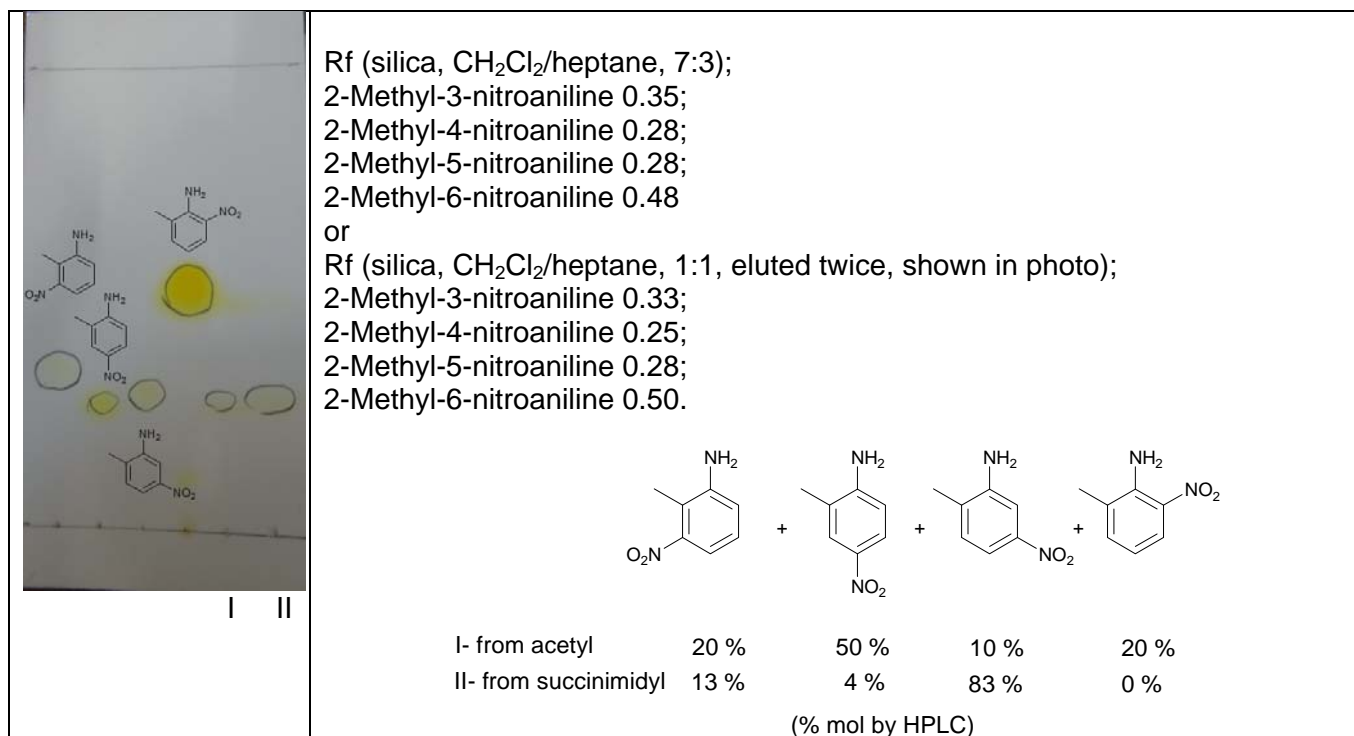 NH₂
NO₂
NH₂
O₂N
NH₂
NO₂
NH₂
NO₂
I II
Rf (silica, CH₂Cl₂/heptane, 7:3);
2-Methyl-3-nitroaniline 0.35;
2-Methyl-4-nitroaniline 0.28;
2-Methyl-5-nitroaniline 0.28;
2-Methyl-6-nitroaniline 0.48
or
Rf (silica, CH₂Cl₂/heptane, 1:1, eluted twice, shown in photo);
2-Methyl-3-nitroaniline 0.33;
2-Methyl-4-nitroaniline 0.25;
2-Methyl-5-nitroaniline 0.28;
2-Methyl-6-nitroaniline 0.50.
NH₂ NH₂ NH₂ NH₂
NO₂
+ + +
O₂N NO₂
NO₂
I- from acetyl 20 % 50 % 10 % 20 %
II- from succinimidyl 13 % 4 % 83 % 0 %
(% mol by HPLC)